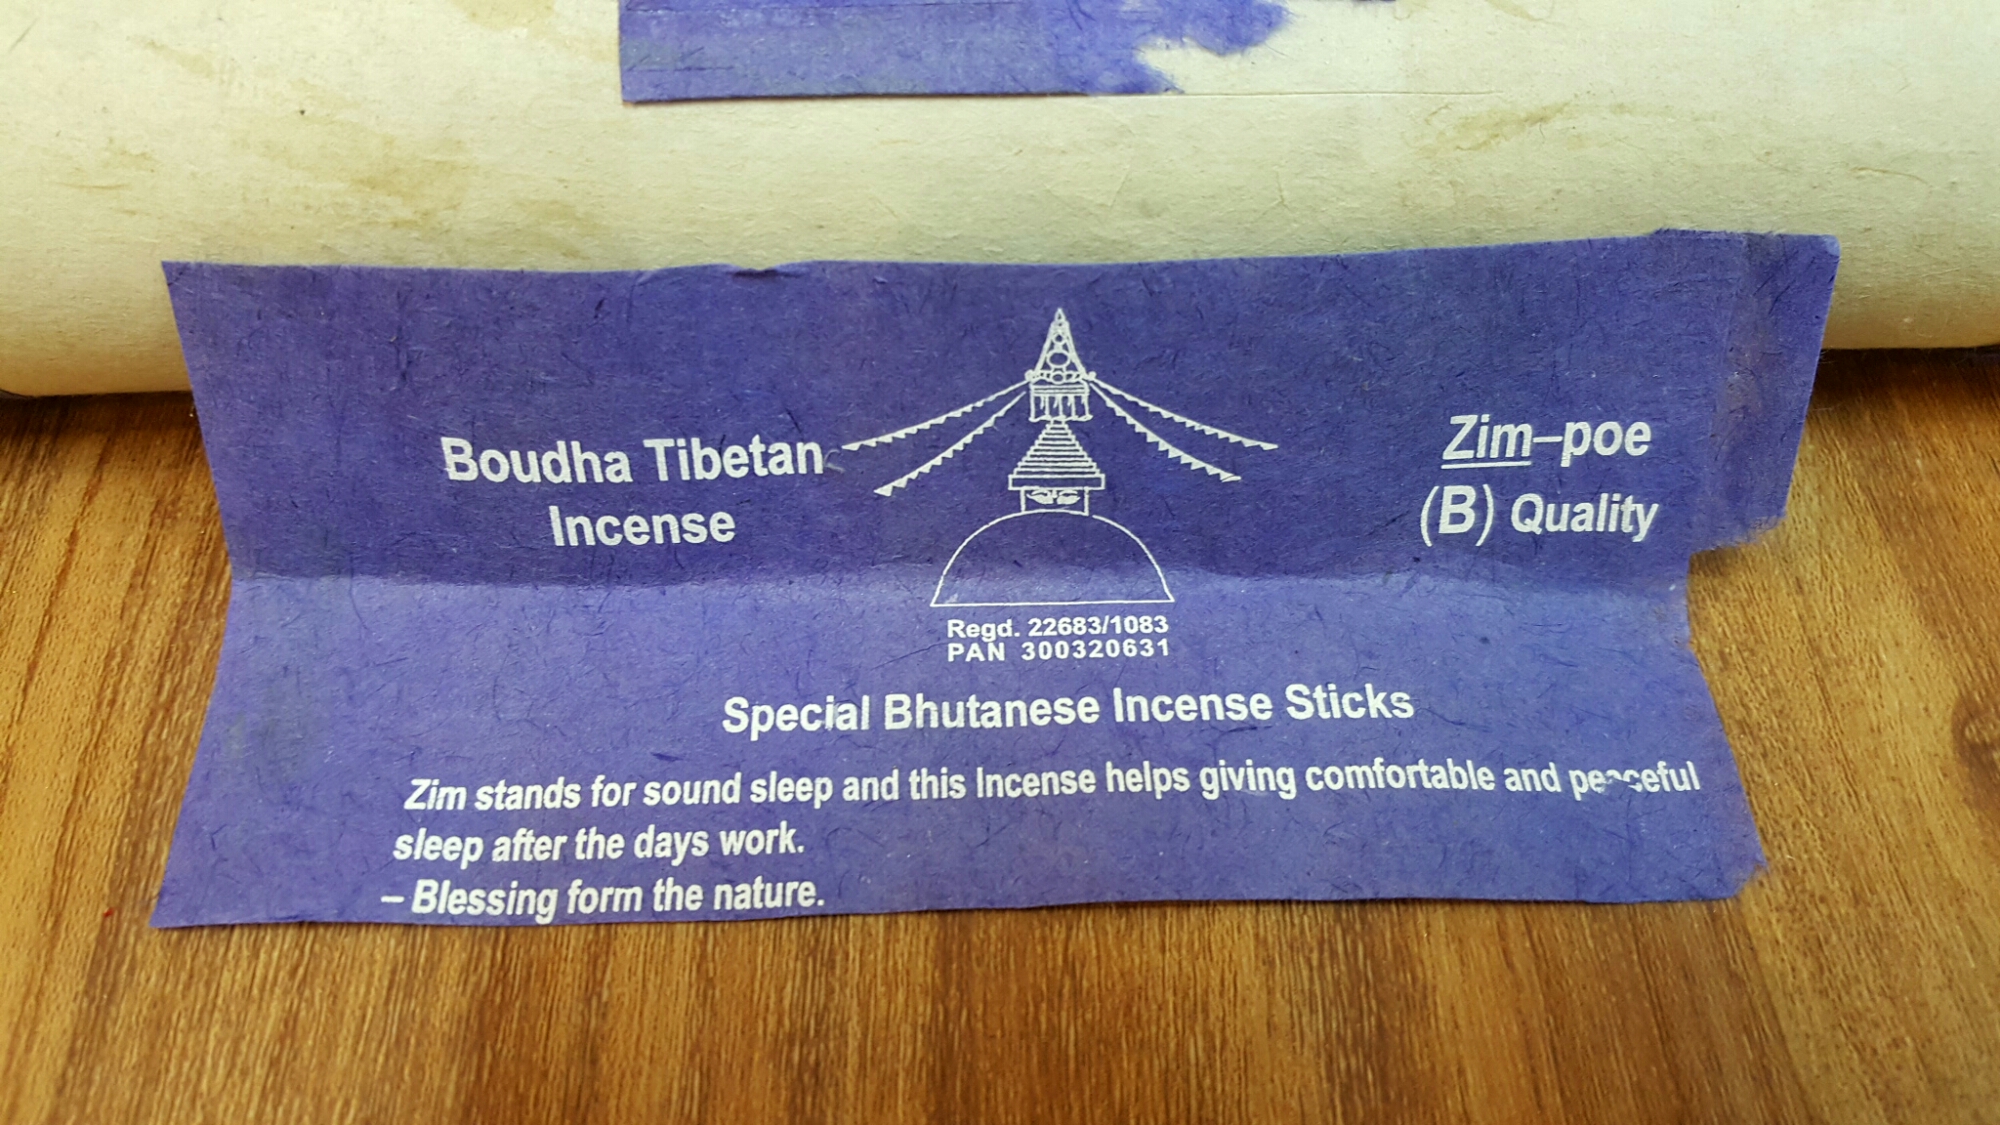 Boudha Tibetan
Incense
Zim–poe
(B) Quality
Regd. 22683/1083
PAN 300320631
Special Bhutanese Incense Sticks
Zim stands for sound sleep and this Incense helps giving comfortable and peaceful
sleep after the days work.
– Blessing form the nature.